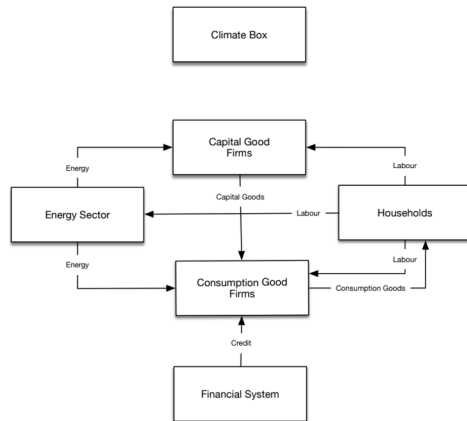 Climate Box
Capital Good
Firms
Energy
Labour
Capital Goods
Energy Sector
Labour
Households
Energy
Labour
Consumption Good
Firms
Consumption Goods
Credit
Financial System